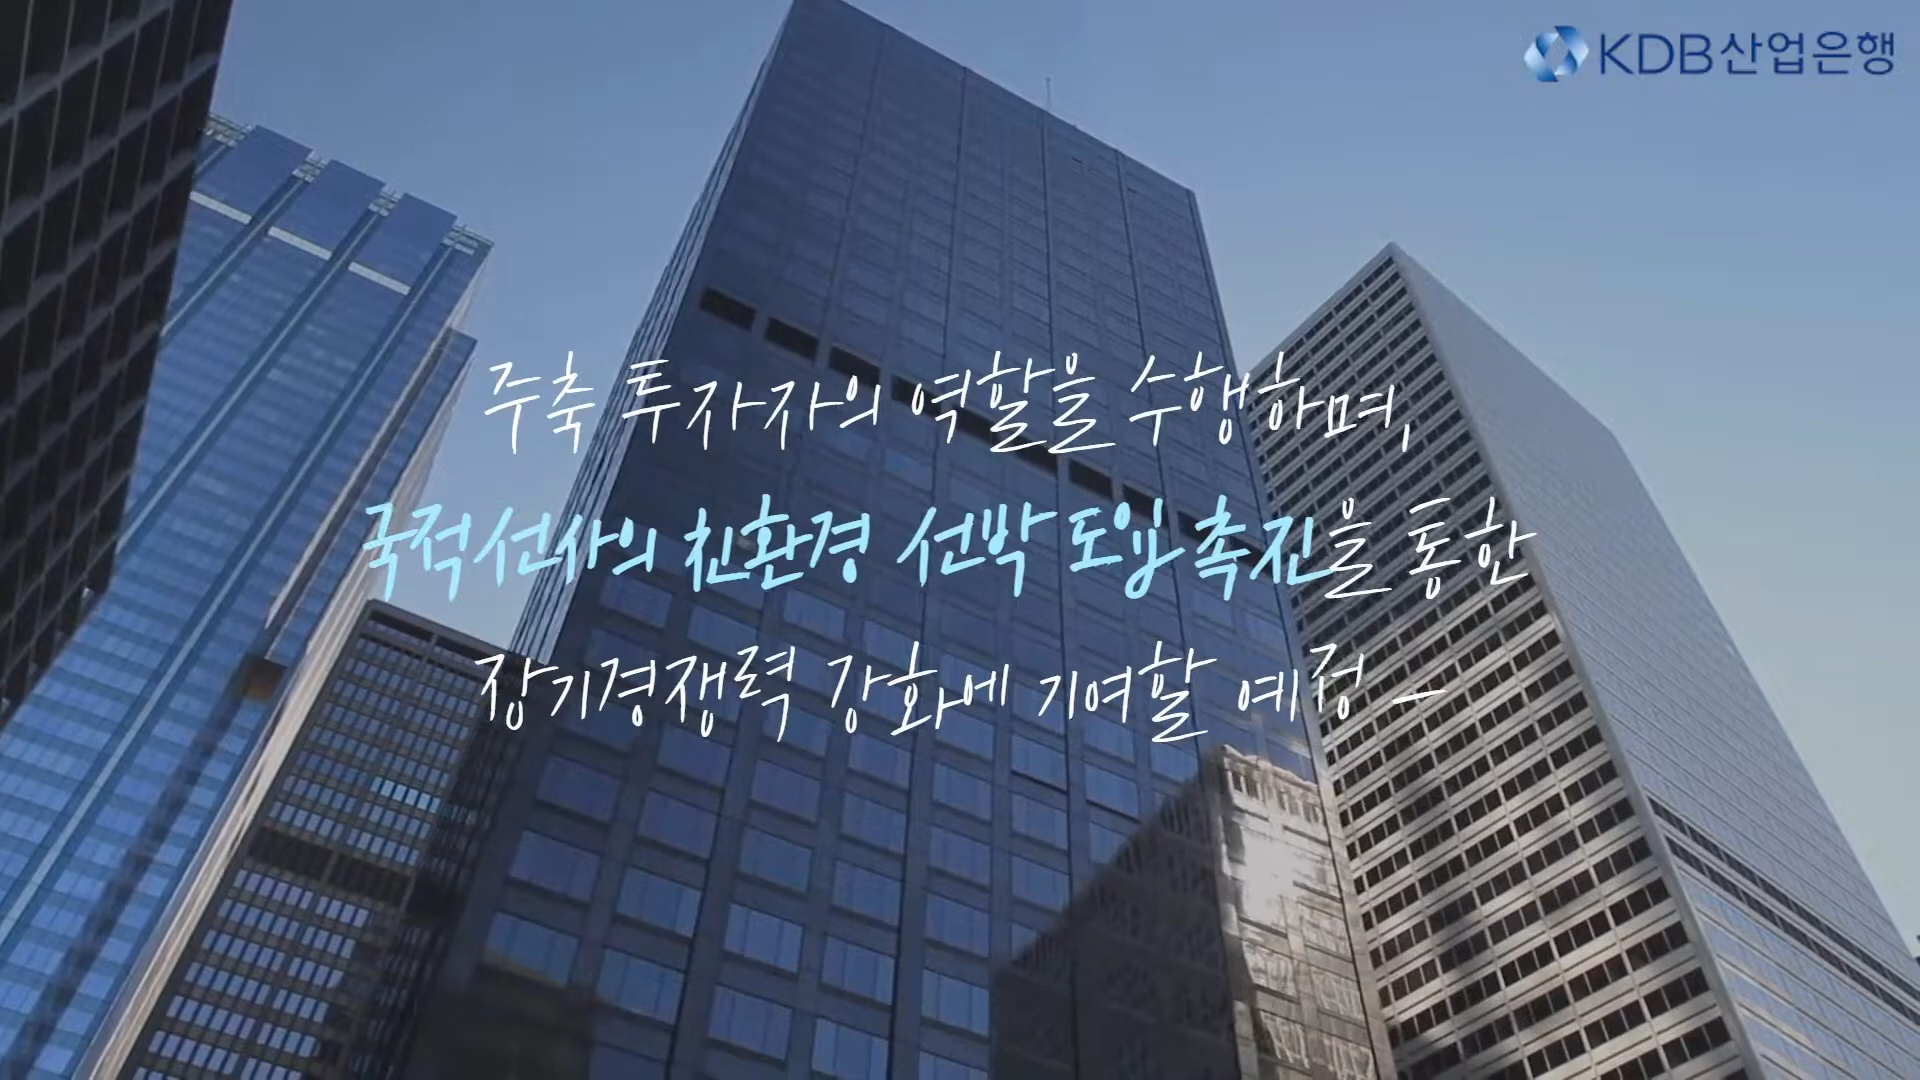 KDB산업은행
주축 투자자의 역할을 수행하며,
국적선사의 친환경 선박 도입 촉진을 통한
장기경쟁력 강화에 기여할 예정 –